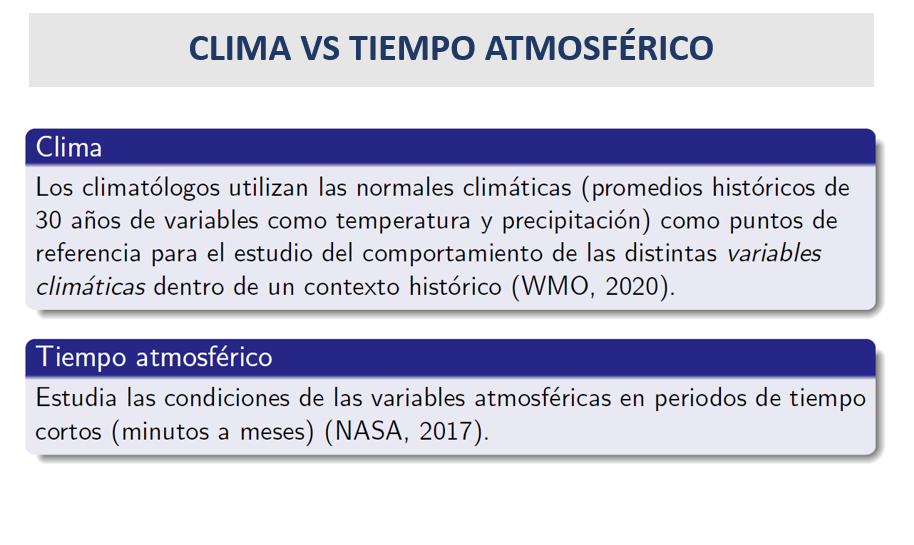 CLIMA VS TIEMPO ATMOSFÉRICO
Clima
Los climatólogos utilizan las normales climáticas (promedios históricos de
30 años de variables como temperatura y precipitación) como puntos de
referencia para el estudio del comportamiento de las distintas variables
climáticas dentro de un contexto histórico (WMO, 2020).
Tiempo atmosférico
Estudia las condiciones de las variables atmosféricas en periodos de tiempo
cortos (minutos a meses) (NASA, 2017).